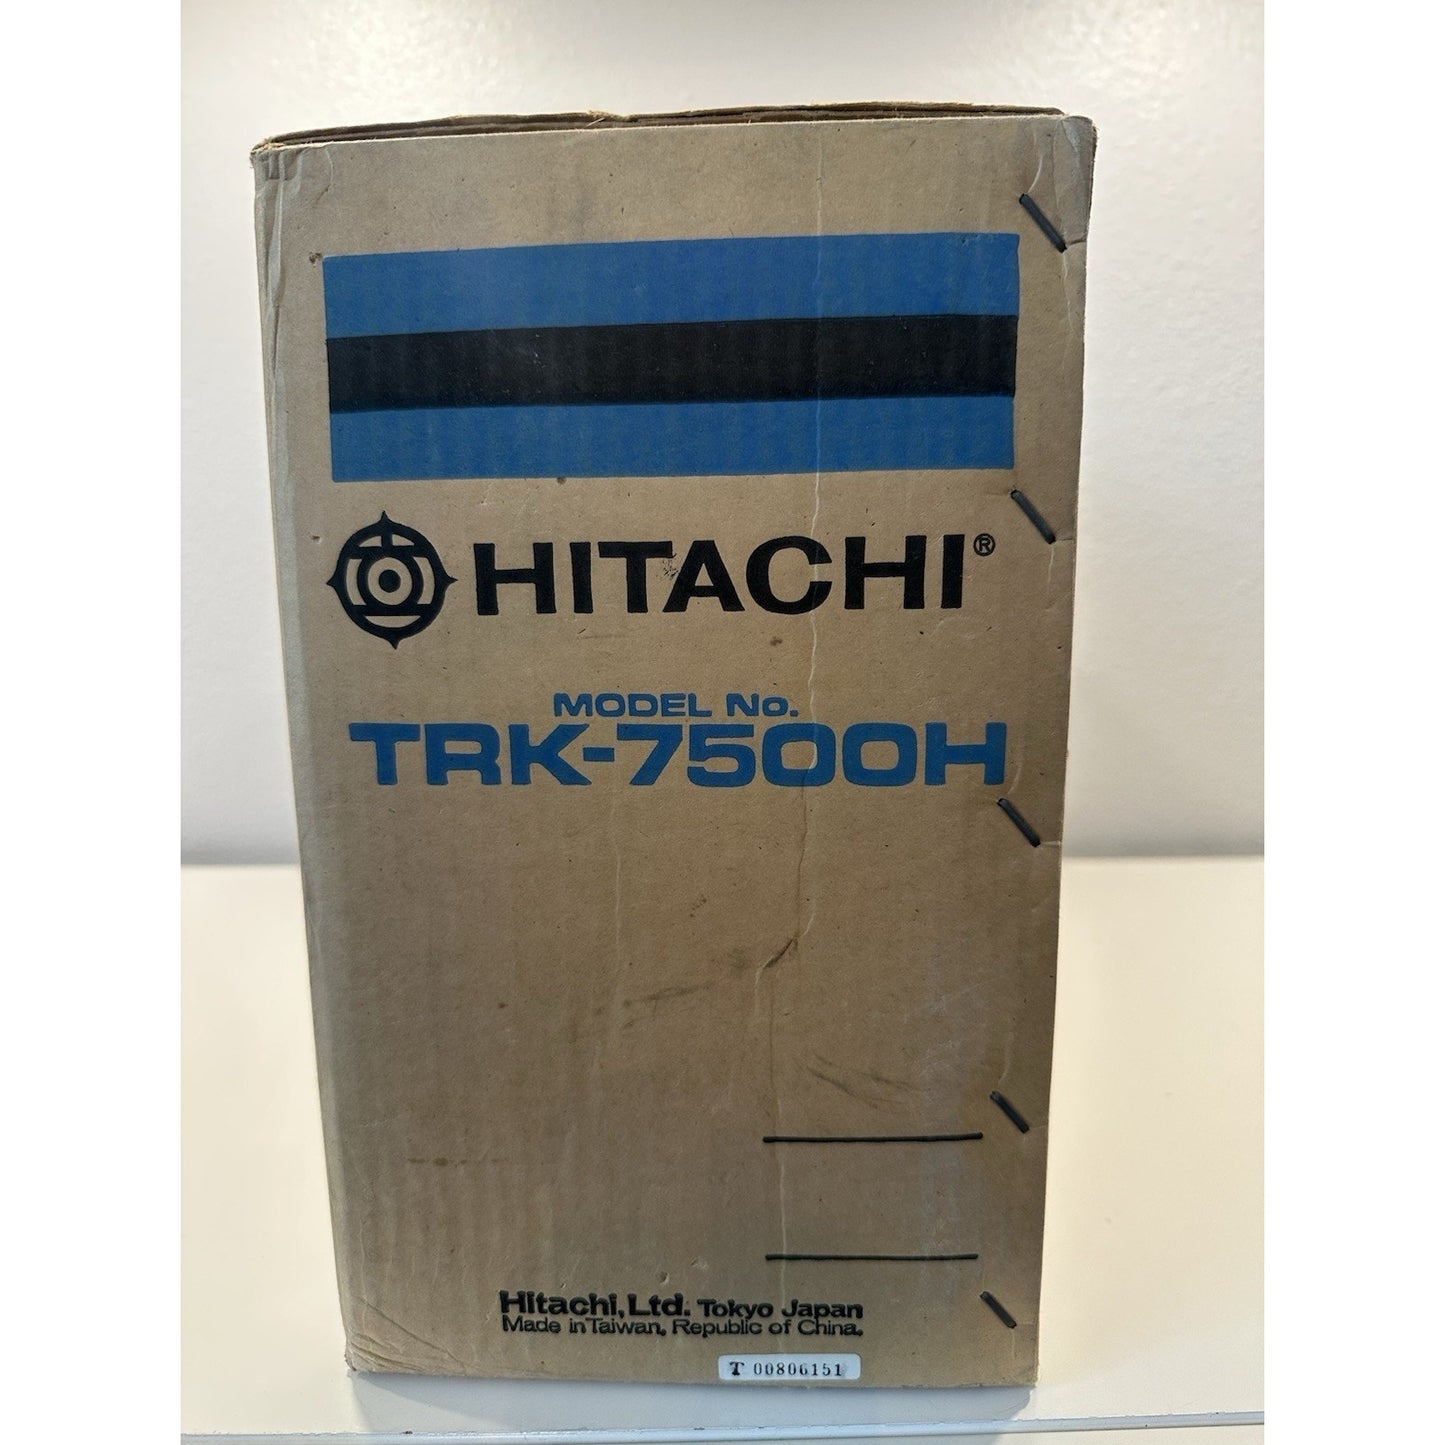 HITACHI®
MODEL No.
TRK-7500H
Hitachi, Ltd. Tokyo Japan
Made in Taiwan, Republic of China.
T 00806151